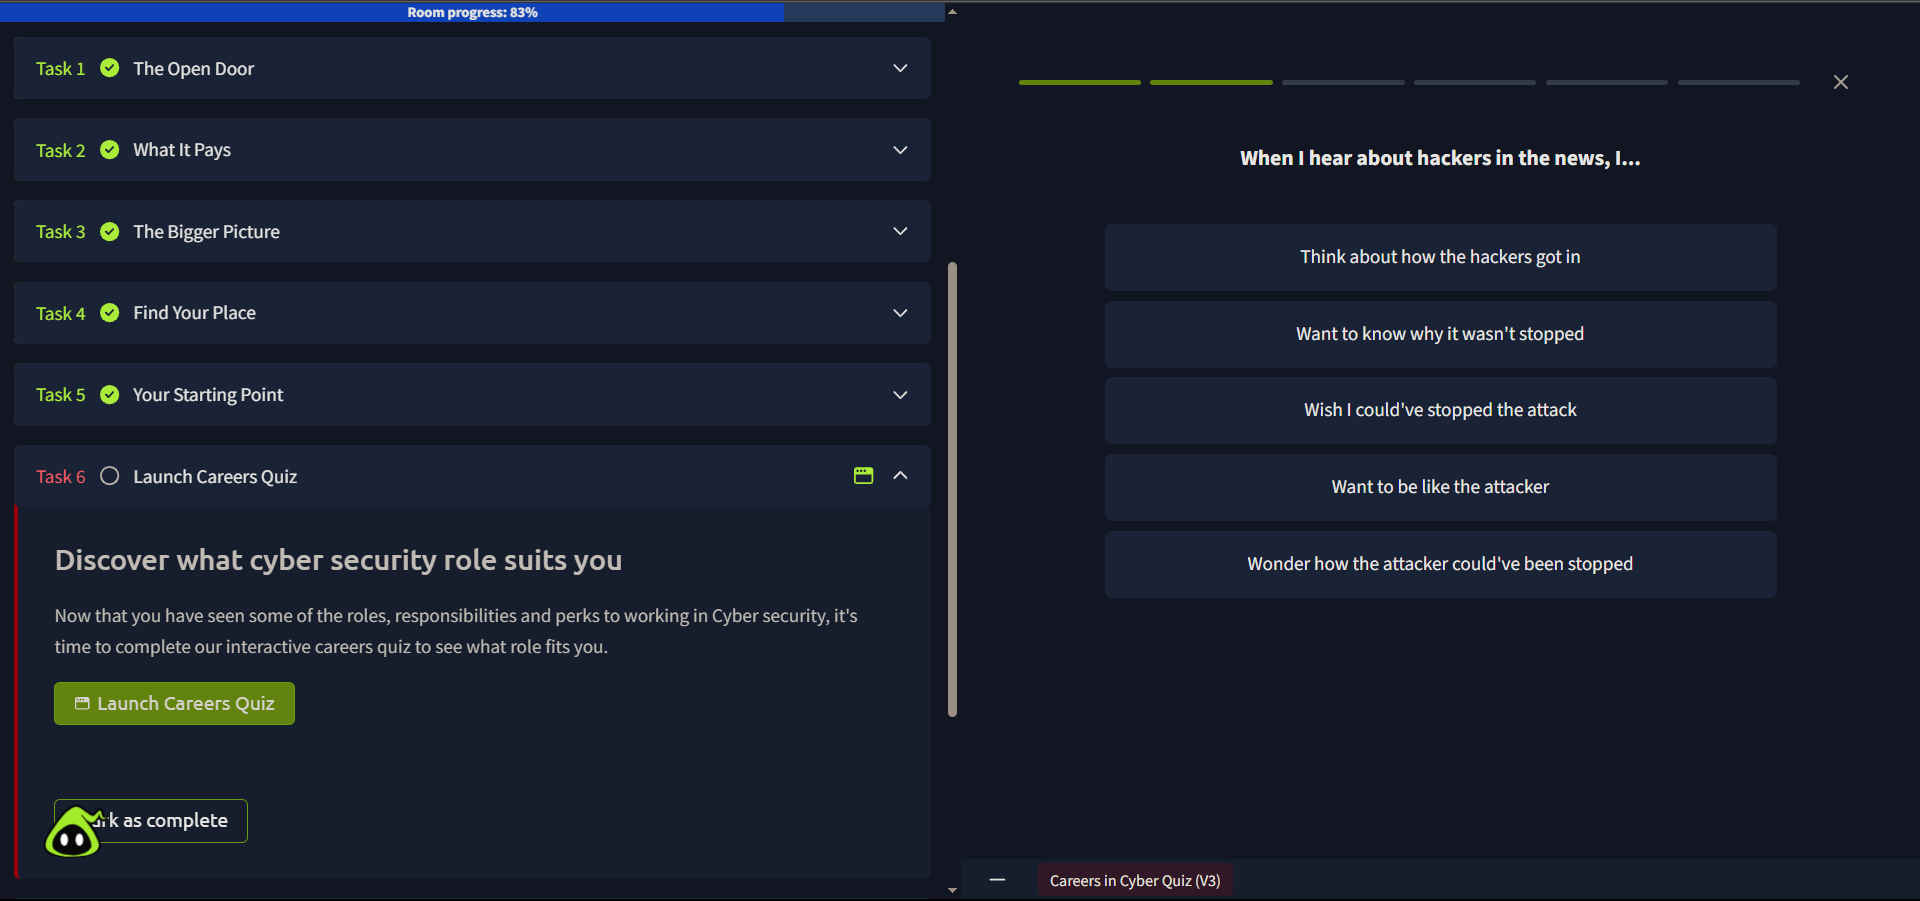 Room progress: 83%
Task 1 The Open Door
Task 2 What It Pays
Task 3 The Bigger Picture
Task 4 Find Your Place
Task 5 Your Starting Point
Task 6 Launch Careers Quiz
Discover what cyber security role suits you
Now that you have seen some of the roles, responsibilities and perks to working in Cyber security, it's
time to complete our interactive careers quiz to see what role fits you.
Launch Careers Quiz
as complete
When I hear about hackers in the news, I...
Think about how the hackers got in
Want to know why it wasn't stopped
Wish I could've stopped the attack
Want to be like the attacker
Wonder how the attacker could've been stopped
Careers in Cyber Quiz (V3)